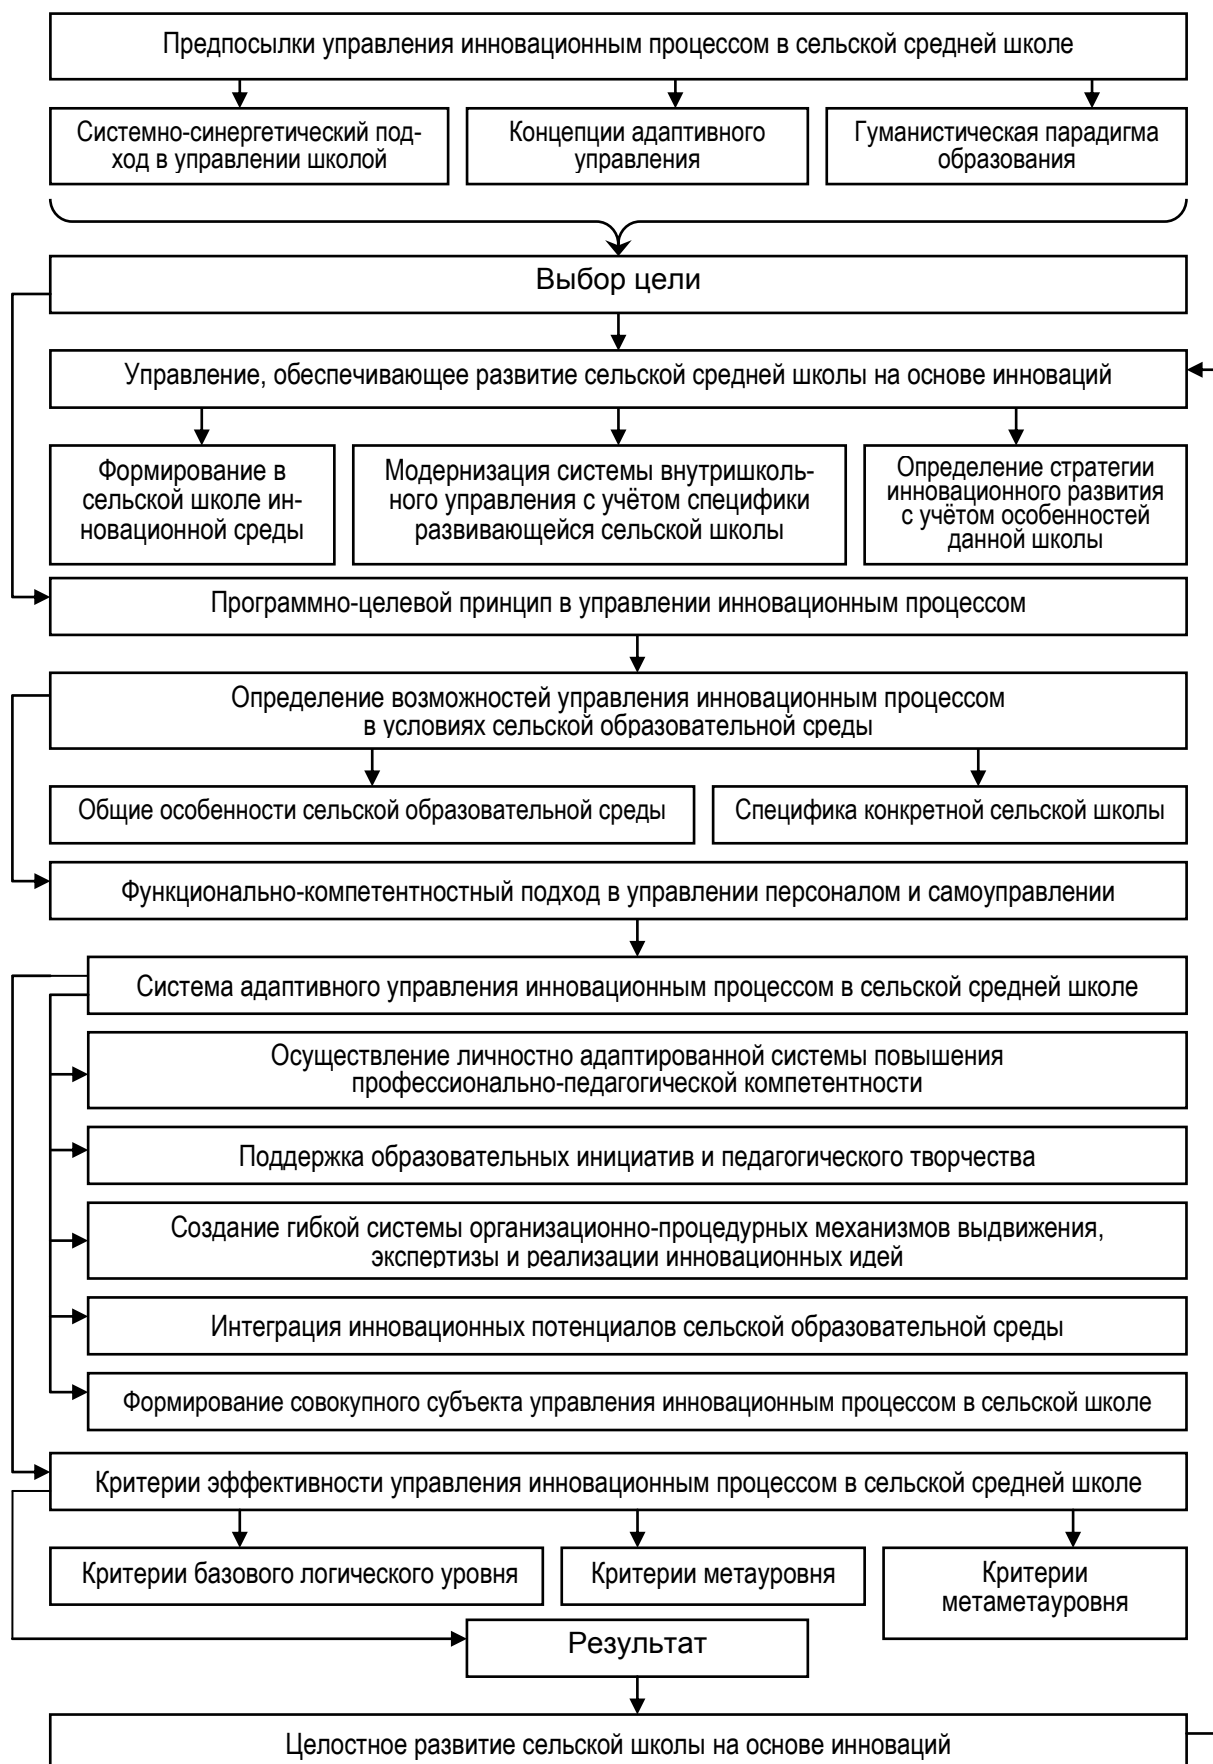 Предпосылки управления инновационным процессом в сельской средней школе
Системно-синергетический под-
ход в управлении школой
Концепции адаптивного
управления
Гуманистическая парадигма
образования
Выбор цели
Управление, обеспечивающее развитие сельской средней школы на основе инноваций
Формирование в
сельской школе ин-
новационной среды
Модернизация системы внутришколь-
ного управления с учётом специфики
развивающейся сельской школы
Определение стратегии
инновационного развития
с учётом особенностей
данной школы
Программно-целевой принцип в управлении инновационным процессом
Определение возможностей управления инновационным процессом
в условиях сельской образовательной среды
Общие особенности сельской образовательной среды
Специфика конкретной сельской школы
Функционально-компетентностный подход в управлении персоналом и самоуправлении
Система адаптивного управления инновационным процессом в сельской средней школе
Осуществление личностно адаптированной системы повышения
профессионально-педагогической компетентности
Поддержка образовательных инициатив и педагогического творчества
Создание гибкой системы организационно-процедурных механизмов выдвижения,
экспертизы и реализации инновационных идей
Интеграция инновационных потенциалов сельской образовательной среды
Формирование совокупного субъекта управления инновационным процессом в сельской школе
Критерии эффективности управления инновационным процессом в сельской средней школе
Критерии базового логического уровня
Критерии метауровня
Критерии
метаметауровня
Результат
Целостное развитие сельской школы на основе инноваций